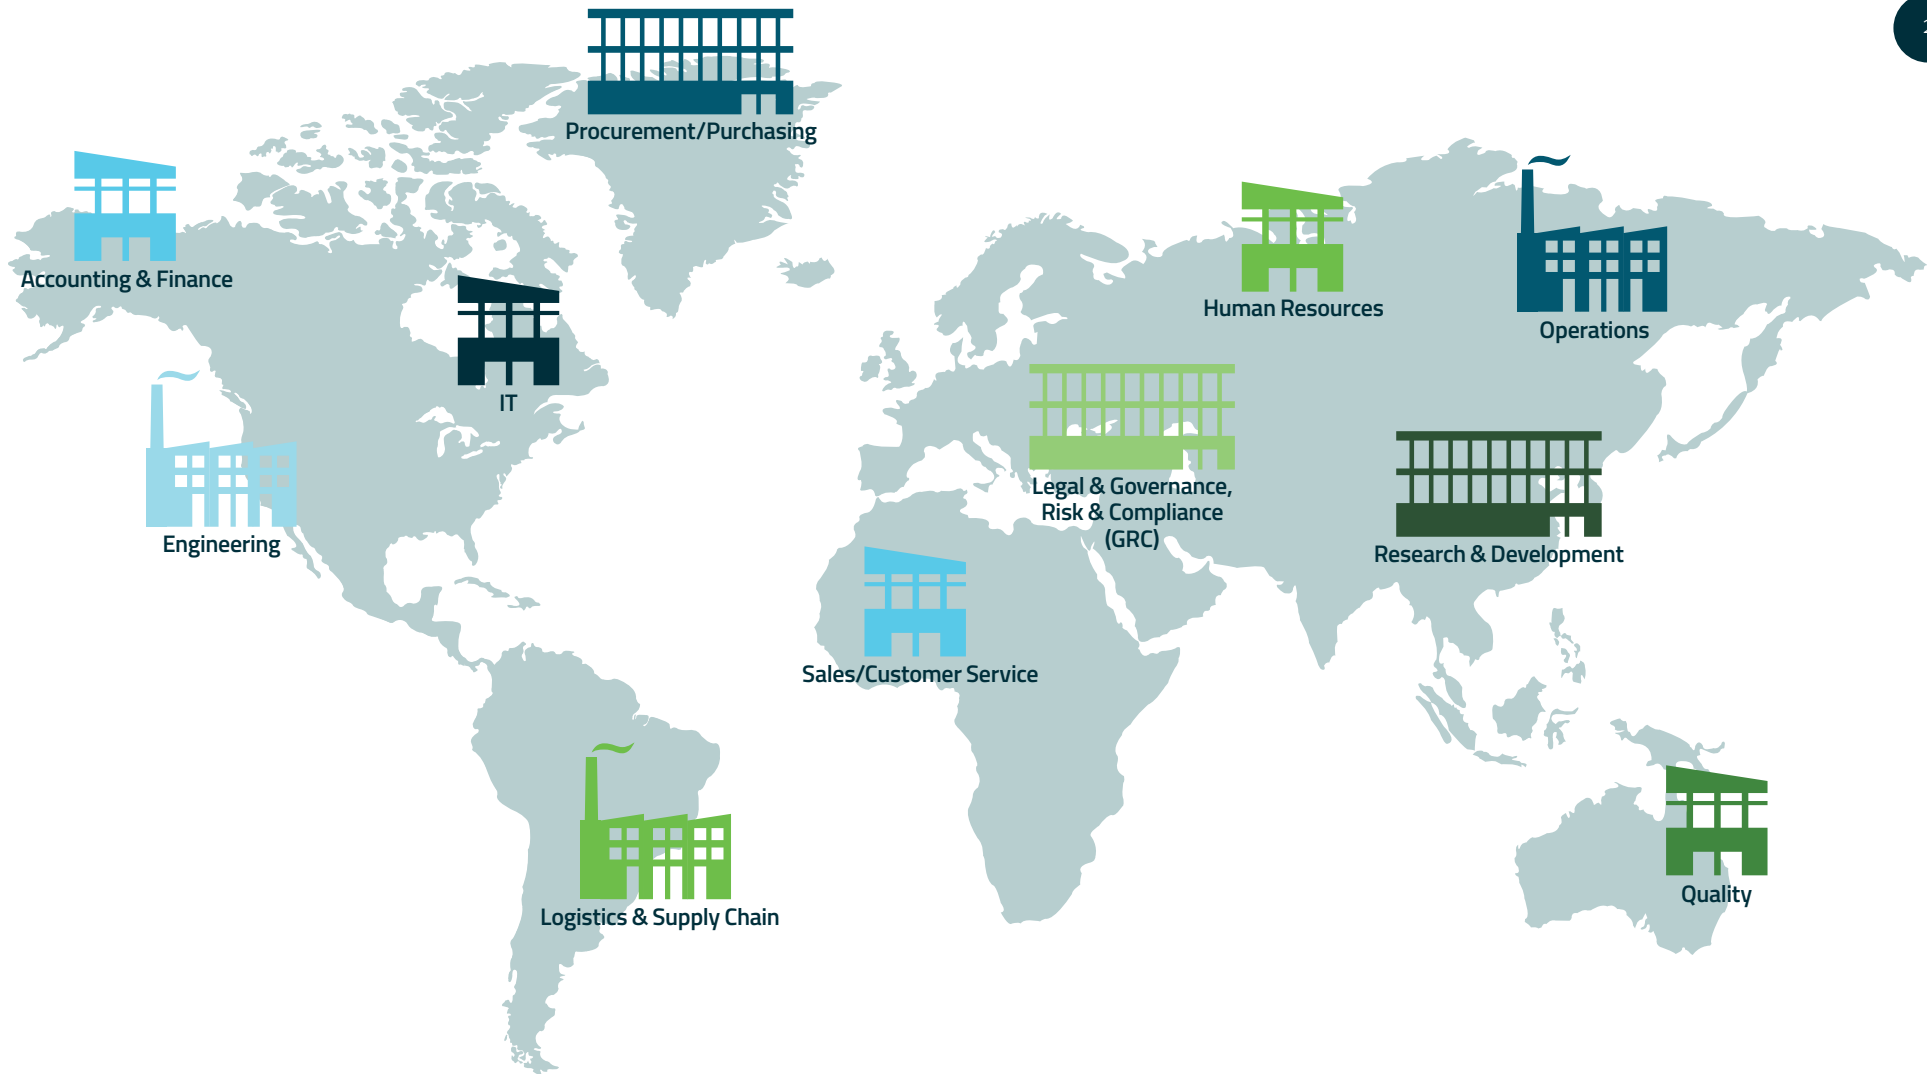 2
Procurement/Purchasing
Accounting & Finance
Human Resources
Operations
IT
Legal & Governance,
Risk & Compliance
(GRC)
Engineering
Research & Development
Sales/Customer Service
Quality
Logistics & Supply Chain